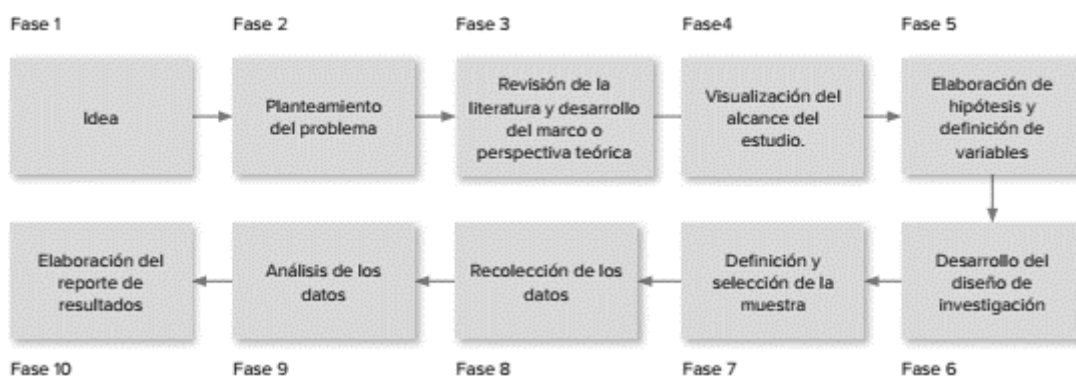 Fase 1
Fase 2
Fase 3
Fase4
Fase 5
Idea
Planteamiento
del problema
Revisión de la
literatura y desarrollo
del marco o
perspectiva teórica
Visualización del
alcance del
estudio.
Elaboración de
hipótesis y
definición de
variables
Elaboración del
reporte de
resultados
Análisis de los
datos
Recolección de los
datos
Definición y
selección de la
muestra
Desarrollo del
diseño de
investigación
Fase 10
Fase 9
Fase 8
Fase 7
Fase 6